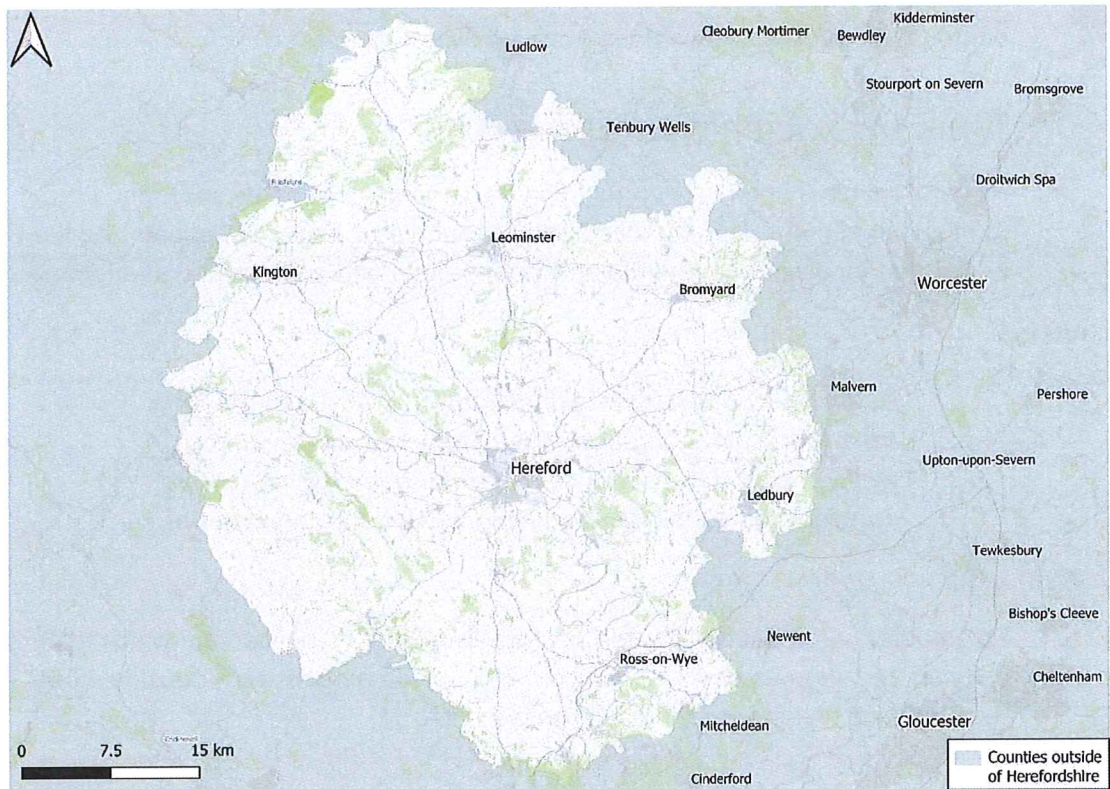 Kidderminster
Cleobury Mortimer
Bewdley
Ludlow
Stourport on Severn
Bromsgrove
Tenbury Wells
Droitwich Spa
Leominster
Kington
Worcester
Bromyard
Malvern
Pershore
Upton-upon-Severn
Hereford
Ledbury
Tewkesbury
Bishop's Cleeve
Newent
Ross-on-Wye
Cheltenham
Gloucester
Mitcheldean
0 7.5 15 km
Counties outside
of Herefordshire
Cinderford